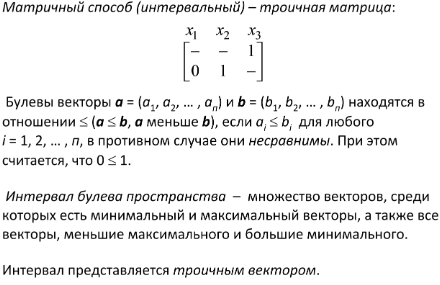 Матричный способ (интервальный) – троичная матрица:
x1 x2 x3
[– – 1]
[0 1 –]
Булевы векторы a = (a1, a2, ... , an) и b = (b1, b2, ... , bn) находятся в
отношении ≤ (a ≤ b, a меньше b), если ai ≤ bi для любого
i = 1, 2, ... , n, в противном случае они несравнимы. При этом
считается, что 0 ≤ 1.
Интервал булева пространства – множество векторов, среди
которых есть минимальный и максимальный векторы, а также все
векторы, меньшие максимального и большие минимального.
Интервал представляется троичным вектором.